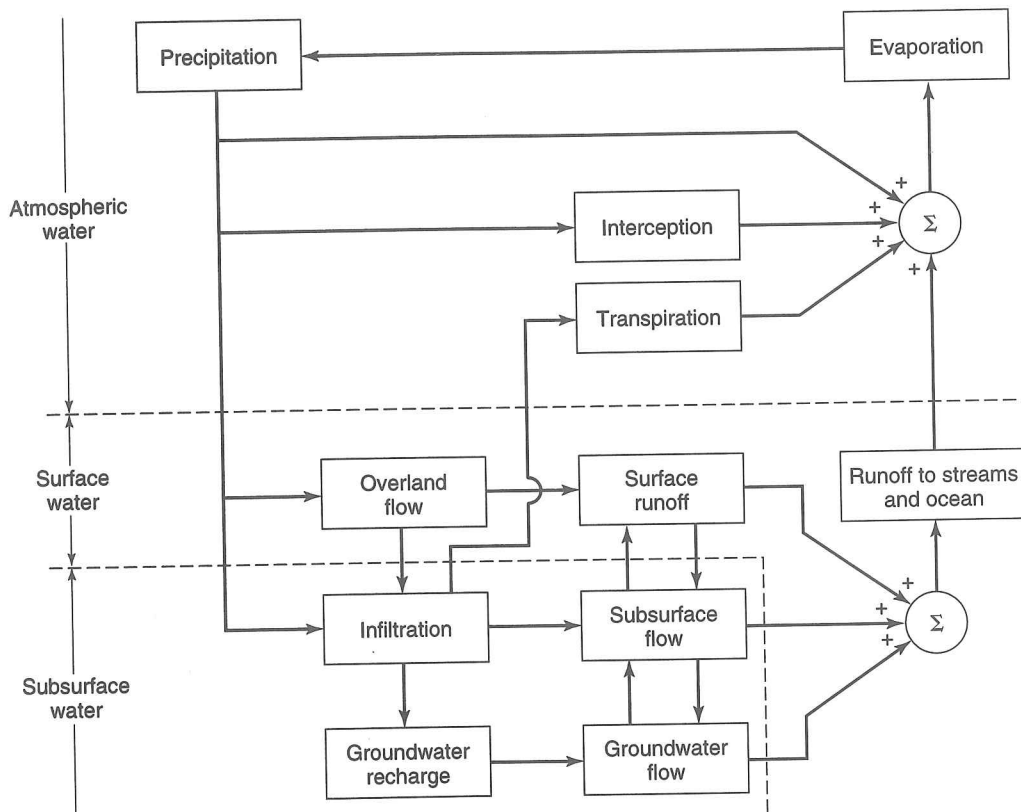 Precipitation
Evaporation
+
Atmospheric
water
Interception
+
Σ
+
+
Transpiration
Surface
water
Overland
flow
Surface
runoff
Runoff to streams
and ocean
+
Infiltration
Subsurface
flow
+
Σ
+
Subsurface
water
Groundwater
recharge
Groundwater
flow